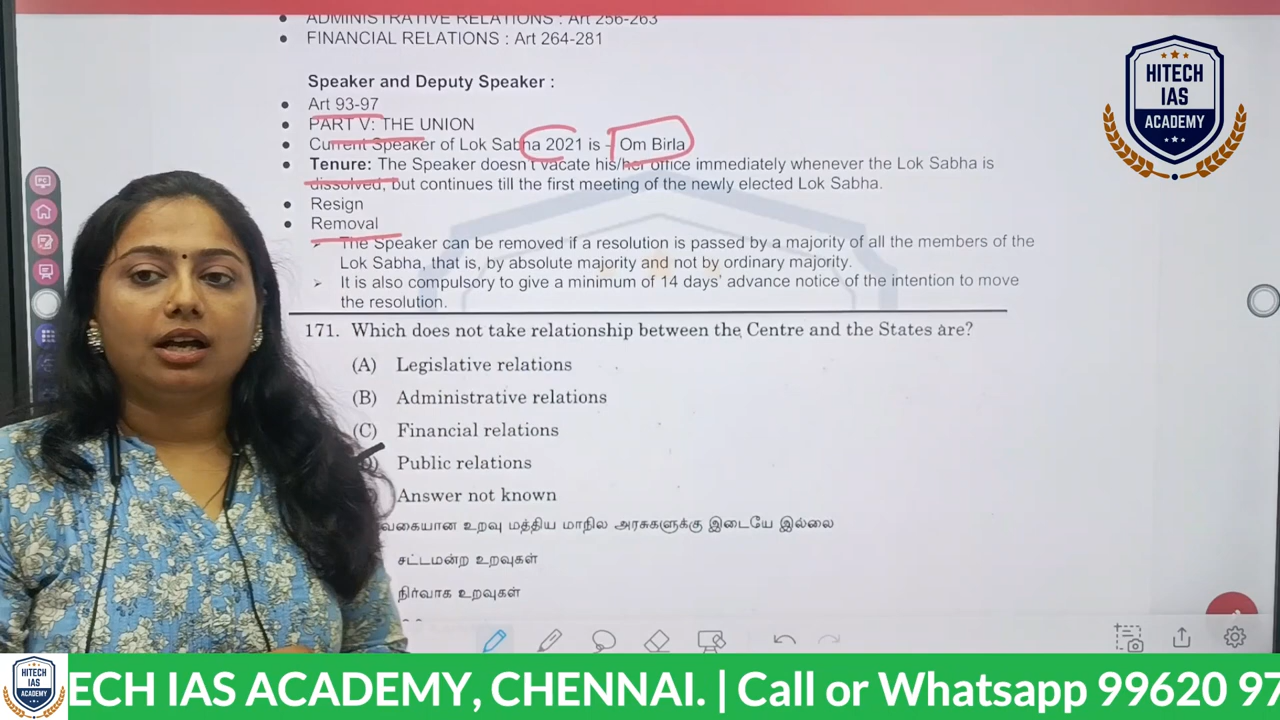 ADMINISTRATIVE RELATIONS : Art 256-263
FINANCIAL RELATIONS : Art 264-281
Speaker and Deputy Speaker :
Art 93-97
PART V: THE UNION
Current Speaker of Lok Sabha 2021 is - Om Birla
Tenure: The Speaker doesn't vacate his/her office immediately whenever the Lok Sabha is
dissolved, but continues till the first meeting of the newly elected Lok Sabha.
Resign
Removal
The Speaker can be removed if a resolution is passed by a majority of all the members of the
Lok Sabha, that is, by absolute majority and not by ordinary majority.
It is also compulsory to give a minimum of 14 days' advance notice of the intention to move
the resolution.
171. Which does not take relationship between the Centre and the States are?
(A) Legislative relations
(B) Administrative relations
(C) Financial relations
Public relations
Answer not known
வகையான உறவு மத்திய மாநில அரசுகளுக்கு இடையே இல்லை
சட்டமன்ற உறவுகள்
நிர்வாக உறவுகள்
HITECH
IAS
ACADEMY
HITECH
IAS
ACADEMY
ECH IAS ACADEMY, CHENNAI. | Call or Whatsapp 99620 97